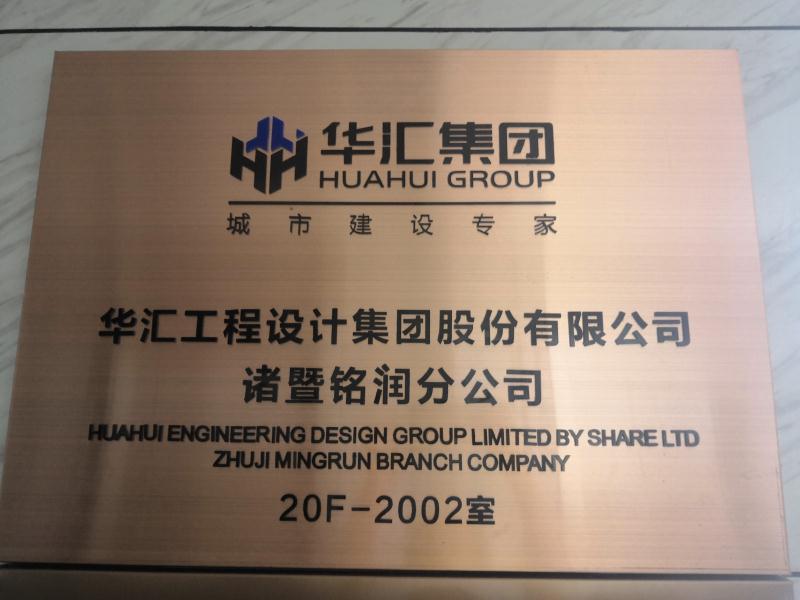 华汇集团
HUAHUI GROUP
城市建设专家
华汇工程设计集团股份有限公司
诸暨铭润分公司
HUAHUI ENGINEERING DESIGN GROUP LIMITED BY SHARE LTD
ZHUJI MINGRUN BRANCH COMPANY
20F-2002室